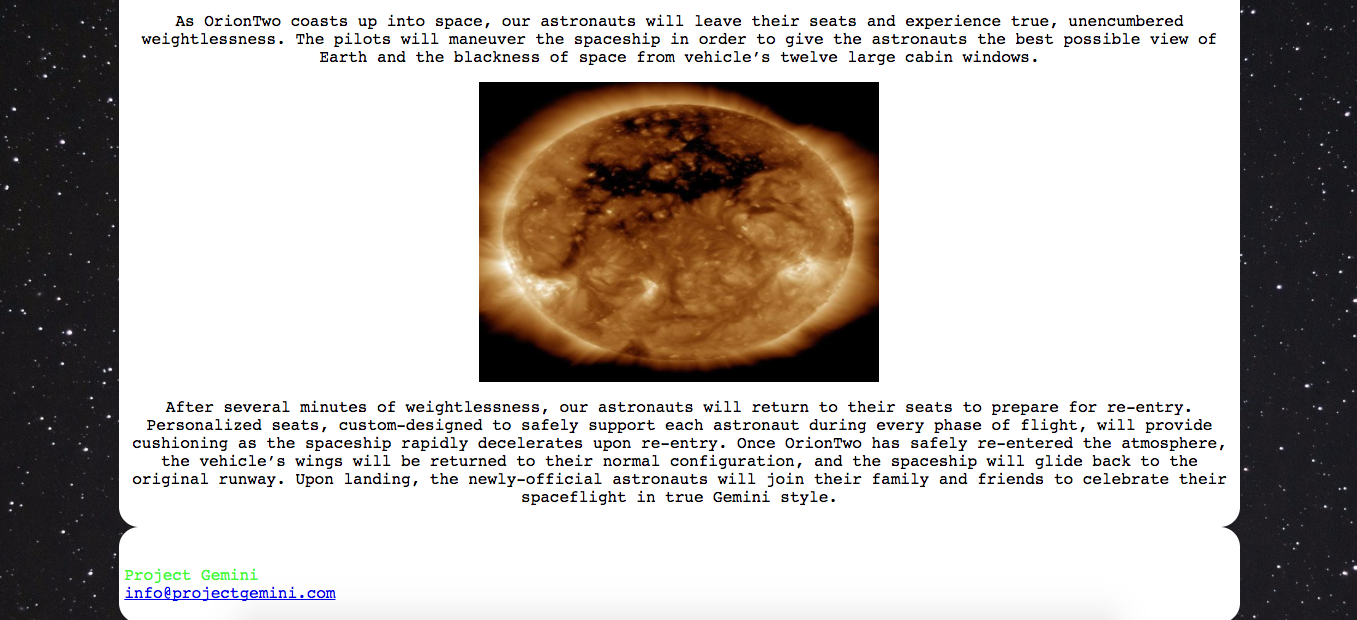 As OrionTwo coasts up into space, our astronauts will leave their seats and experience true, unencumbered
weightlessness. The pilots will maneuver the spaceship in order to give the astronauts the best possible view of
Earth and the blackness of space from vehicle’s twelve large cabin windows.
After several minutes of weightlessness, our astronauts will return to their seats to prepare for re-entry.
Personalized seats, custom-designed to safely support each astronaut during every phase of flight, will provide
cushioning as the spaceship rapidly decelerates upon re-entry. Once OrionTwo has safely re-entered the atmosphere,
the vehicle’s wings will be returned to their normal configuration, and the spaceship will glide back to the
original runway. Upon landing, the newly-official astronauts will join their family and friends to celebrate their
spaceflight in true Gemini style.
Project Gemini
info@projectgemini.com